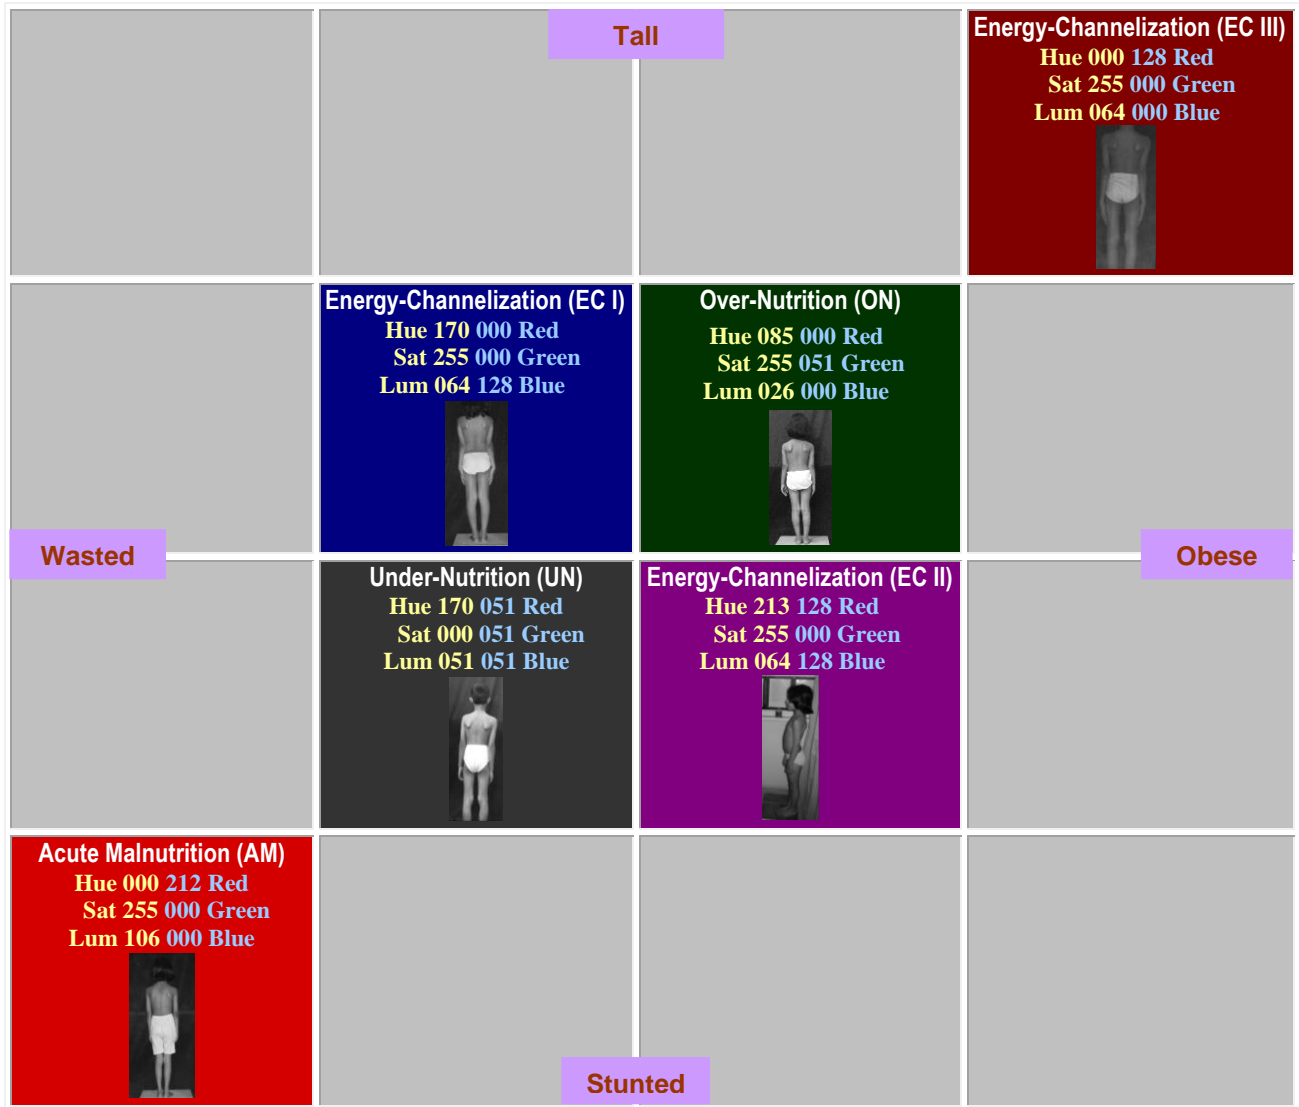 Tall
Energy-Channelization (EC III)
Hue 000 128 Red
Sat 255 000 Green
Lum 064 000 Blue
Energy-Channelization (EC I)
Hue 170 000 Red
Sat 255 000 Green
Lum 064 128 Blue
Over-Nutrition (ON)
Hue 085 000 Red
Sat 255 051 Green
Lum 026 000 Blue
Wasted
Obese
Under-Nutrition (UN)
Hue 170 051 Red
Sat 000 051 Green
Lum 051 051 Blue
Energy-Channelization (EC II)
Hue 213 128 Red
Sat 255 000 Green
Lum 064 128 Blue
Acute Malnutrition (AM)
Hue 000 212 Red
Sat 255 000 Green
Lum 106 000 Blue
Stunted